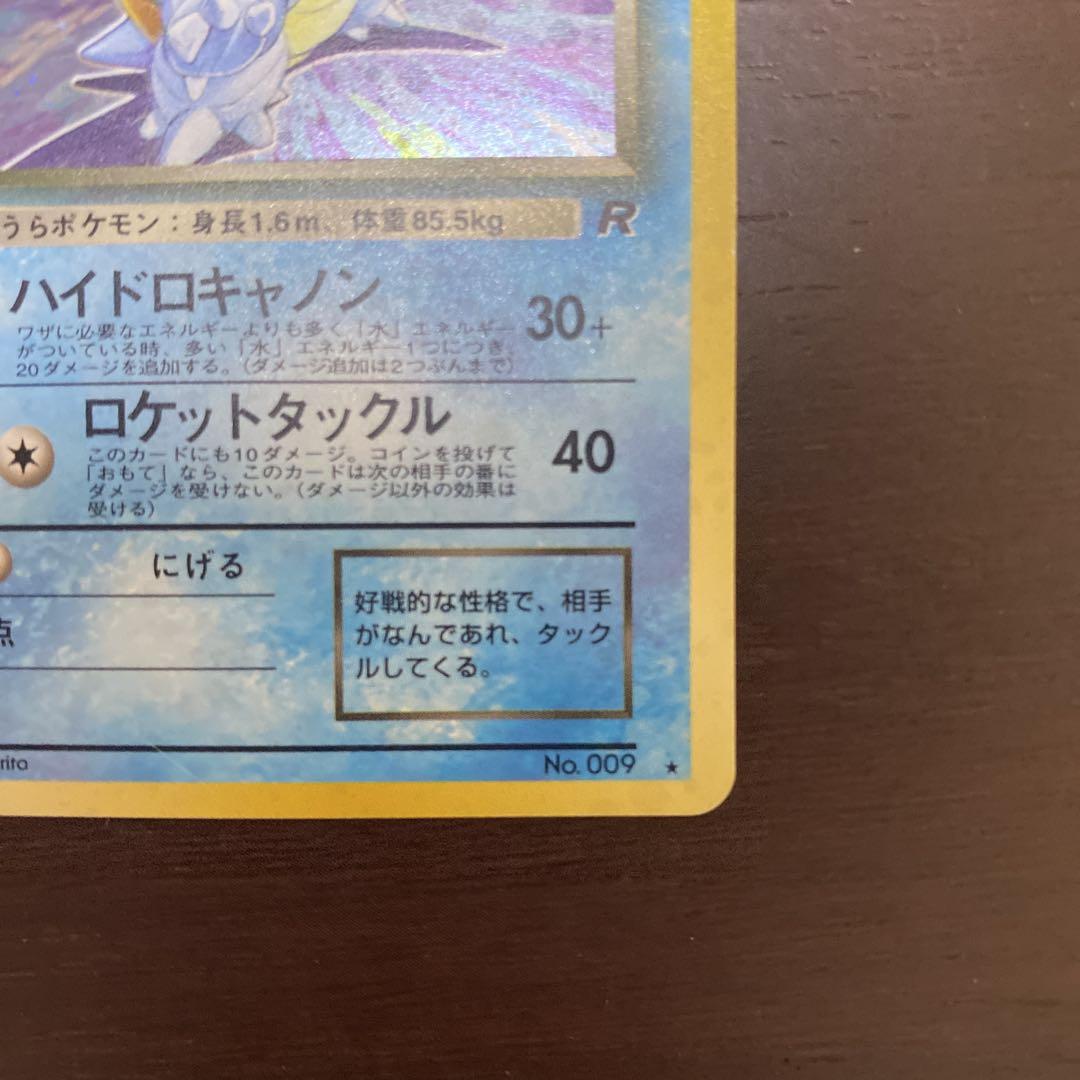 うらポケモン：身長1.6m 体重85.5kg R
ハイドロキャノン 30+
ワザに必要なエネルギーよりも多く「水」エネルギー
がついている時、多い「水」エネルギー1つにつき、
20ダメージを追加する。（ダメージ追加は2つぶんまで）
ロケットタックル 40
このカードにも10ダメージ。コインを投げて
「おもて」なら、このカードは次の相手の番に
ダメージを受けない。（ダメージ以外の効果は
受ける）
にげる
点
好戦的な性格で、相手
がなんであれ、タック
ルしてくる。
rita No. 009 ★